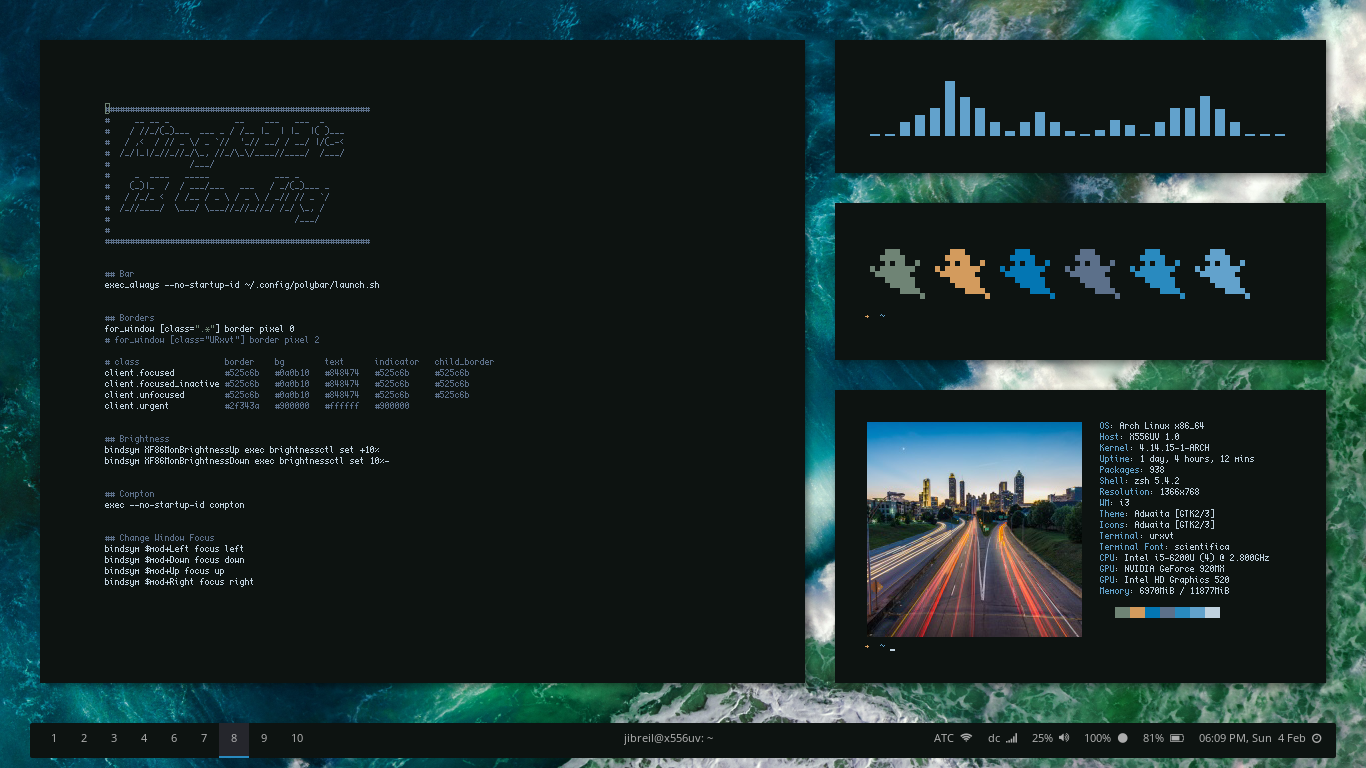 ## Bar
exec_always --no-startup-id ~/.config/polybar/launch.sh
## Borders
for_window [class=".*"] border pixel 0
# for_window [class="URxvt"] border pixel 2
# class border bg text indicator child_border
client.focused #525c6b #0a0b10 #848474 #525c6b #525c6b
client.focused_inactive #525c6b #0a0b10 #848474 #525c6b #525c6b
client.unfocused #525c6b #0a0b10 #848474 #525c6b #525c6b
client.urgent #2f343a #900000 #ffffff #900000
## Brightness
bindsym XF86MonBrightnessUp exec brightnessctl set +10%
bindsym XF86MonBrightnessDown exec brightnessctl set 10%-
## Compton
exec --no-startup-id compton
## Change Window Focus
bindsym $mod+Left focus left
bindsym $mod+Down focus down
bindsym $mod+Up focus up
bindsym $mod+Right focus right
→ ~
OS: Arch Linux x86_64
Host: X556UV 1.0
Kernel: 4.14.15-1-ARCH
Uptime: 1 day, 4 hours, 12 mins
Packages: 938
Shell: zsh 5.4.2
Resolution: 1366x768
WM: i3
Theme: Adwaita [GTK2/3]
Icons: Adwaita [GTK2/3]
Terminal: urxvt
Terminal Font: scientifica
CPU: Intel i5-6200U (4) @ 2.800GHz
GPU: NVIDIA GeForce 920MX
GPU: Intel HD Graphics 520
Memory: 6970MiB / 11877MiB
→ ~ _
1 2 3 4 6 7 8 9 10 jibreil@x556uv: ~ ATC dc 25% 100% 81% 06:09 PM, Sun 4 Feb